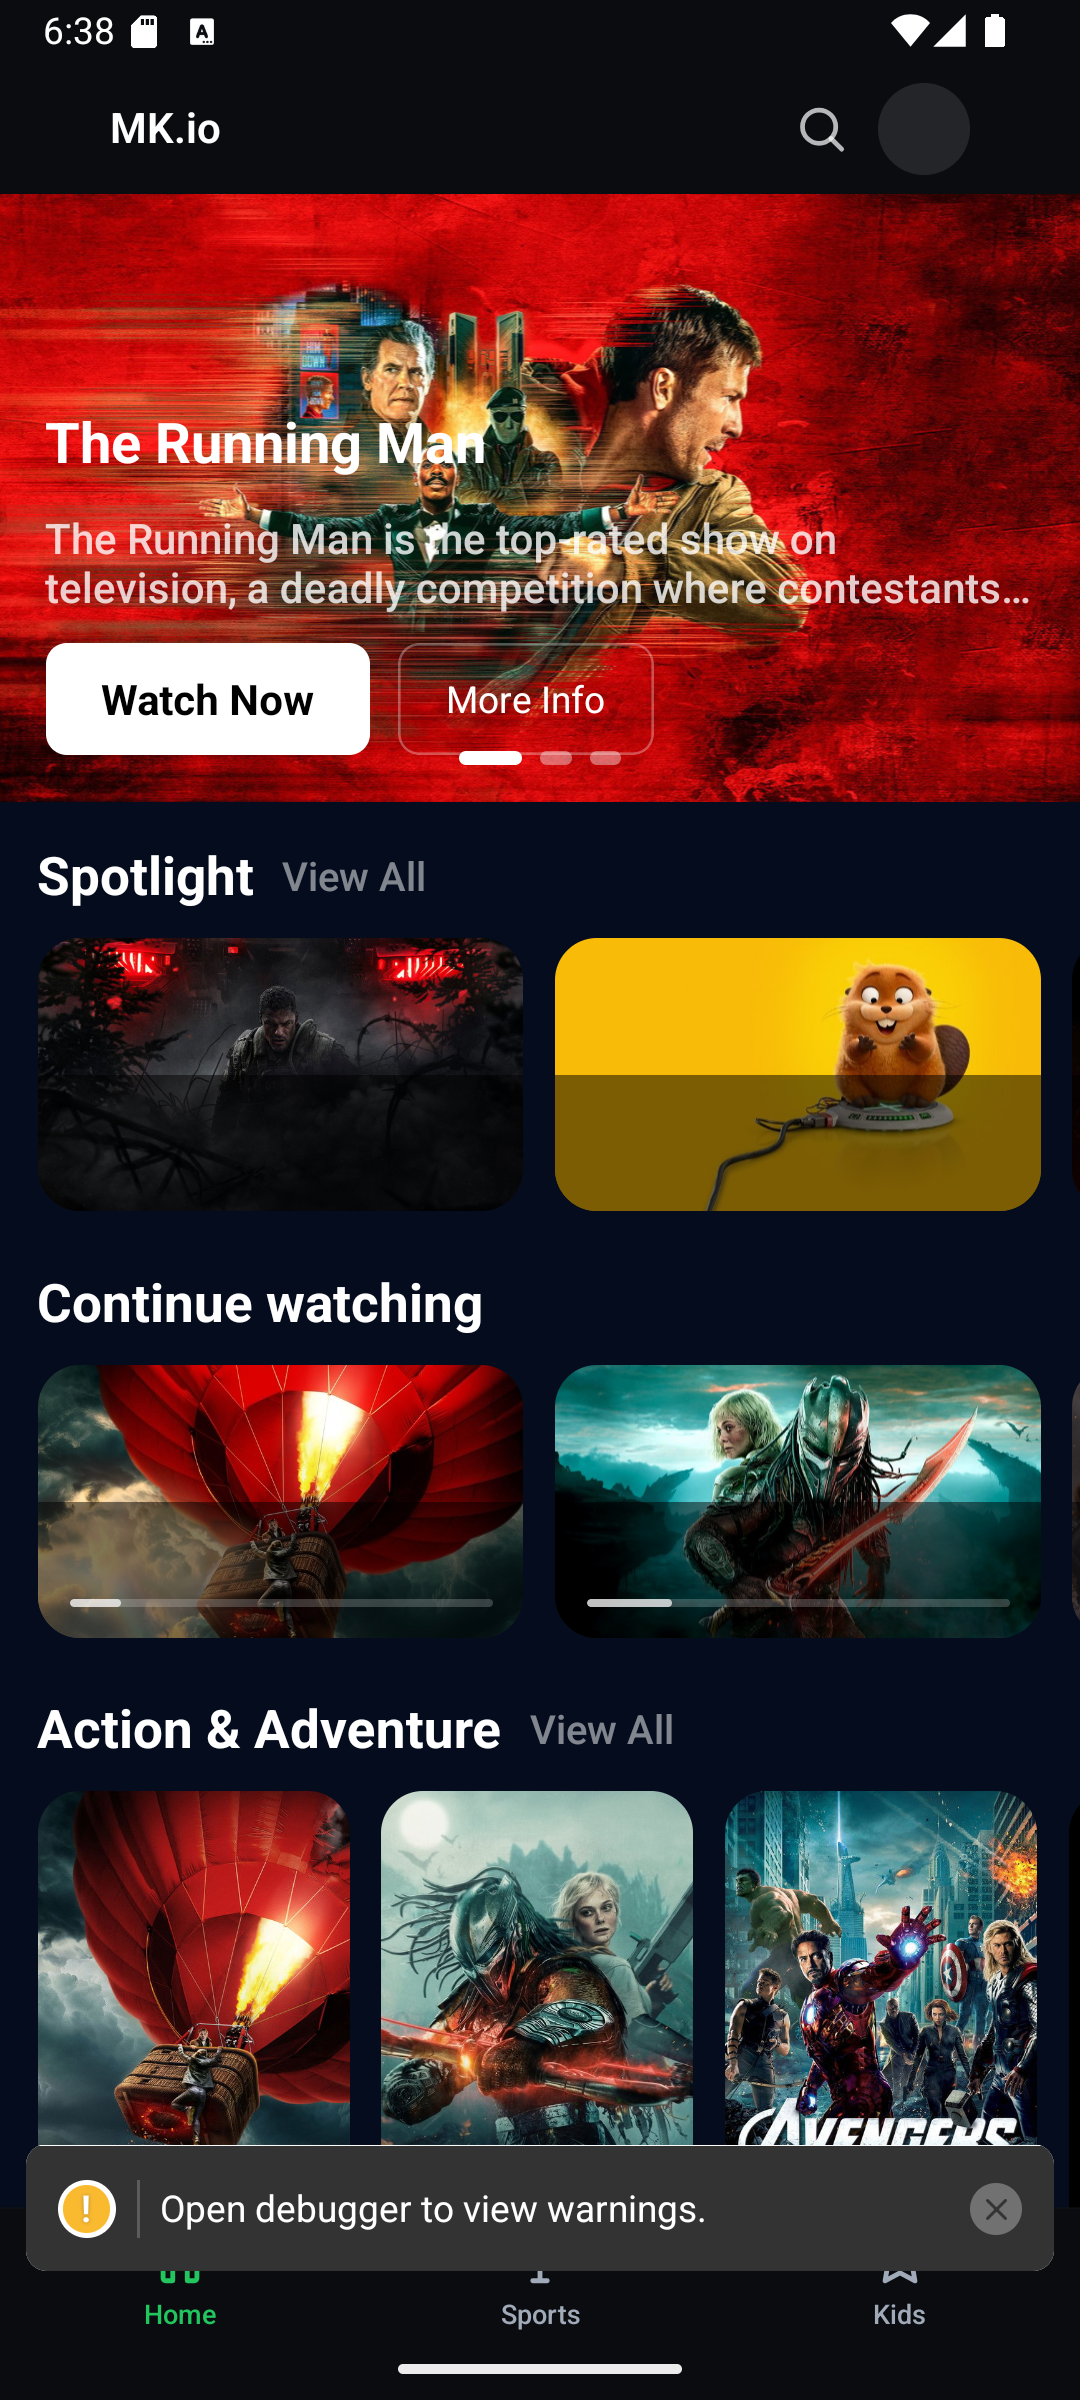 6:38
MK.io
The Running Man
The Running Man is the top-rated show on
television, a deadly competition where contestants...
Watch Now
More Info
Spotlight View All
Continue watching
Action & Adventure View All
AVENGERS
Open debugger to view warnings.
Home
Sports
Kids